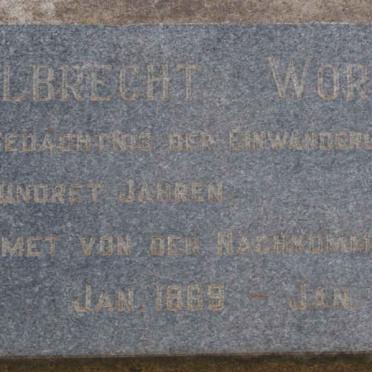 LBRECHT WOR
GEDÄCHTNIS DER EINWANDERU
UNDRET JAHREN.
MET VON DEN NACHKOMM
JAN. 1869 - JAN.